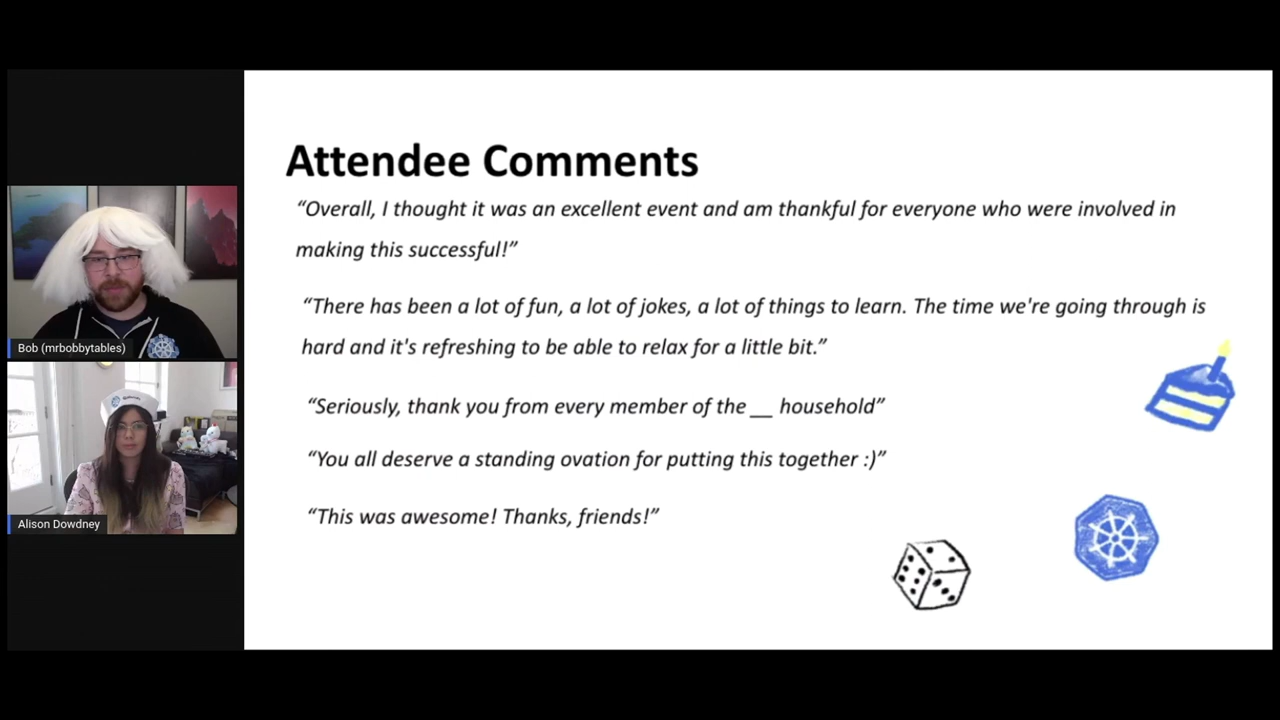 Attendee Comments
“Overall, I thought it was an excellent event and am thankful for everyone who were involved in
making this successful!”
“There has been a lot of fun, a lot of jokes, a lot of things to learn. The time we're going through is
hard and it's refreshing to be able to relax for a little bit.”
“Seriously, thank you from every member of the __ household”
“You all deserve a standing ovation for putting this together :)”
“This was awesome! Thanks, friends!”
Bob (mrbobbytables)
Alison Dowdney